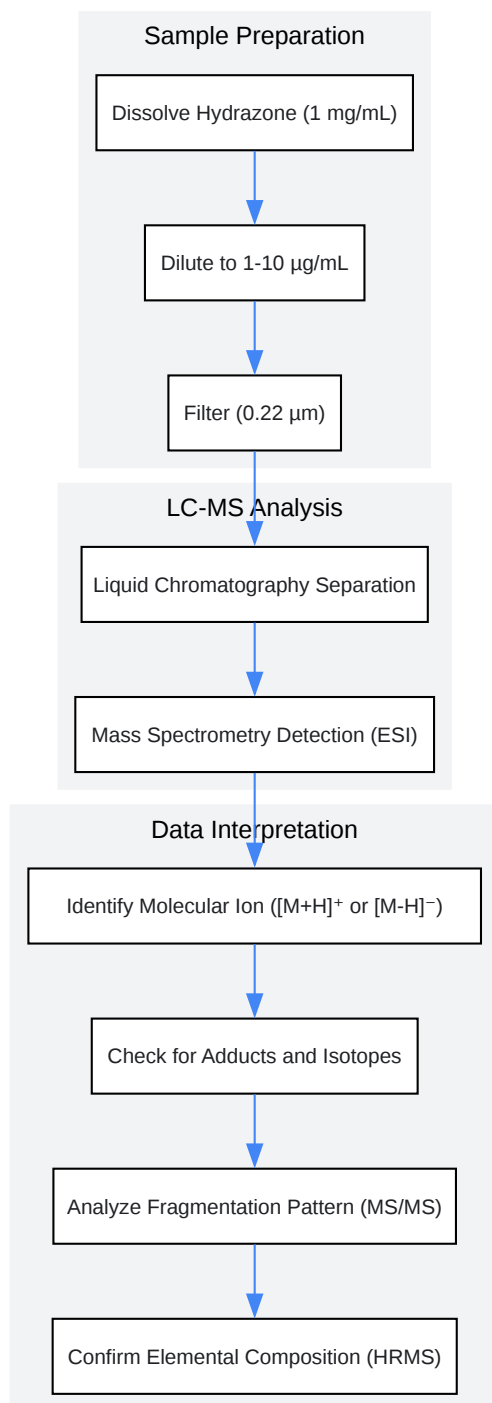 Sample Preparation
Dissolve Hydrazone (1 mg/mL)
Dilute to 1-10 µg/mL
Filter (0.22 µm)
LC-MS Analysis
Liquid Chromatography Separation
Mass Spectrometry Detection (ESI)
Data Interpretation
Identify Molecular Ion ([M+H]⁺ or [M-H]⁻)
Check for Adducts and Isotopes
Analyze Fragmentation Pattern (MS/MS)
Confirm Elemental Composition (HRMS)